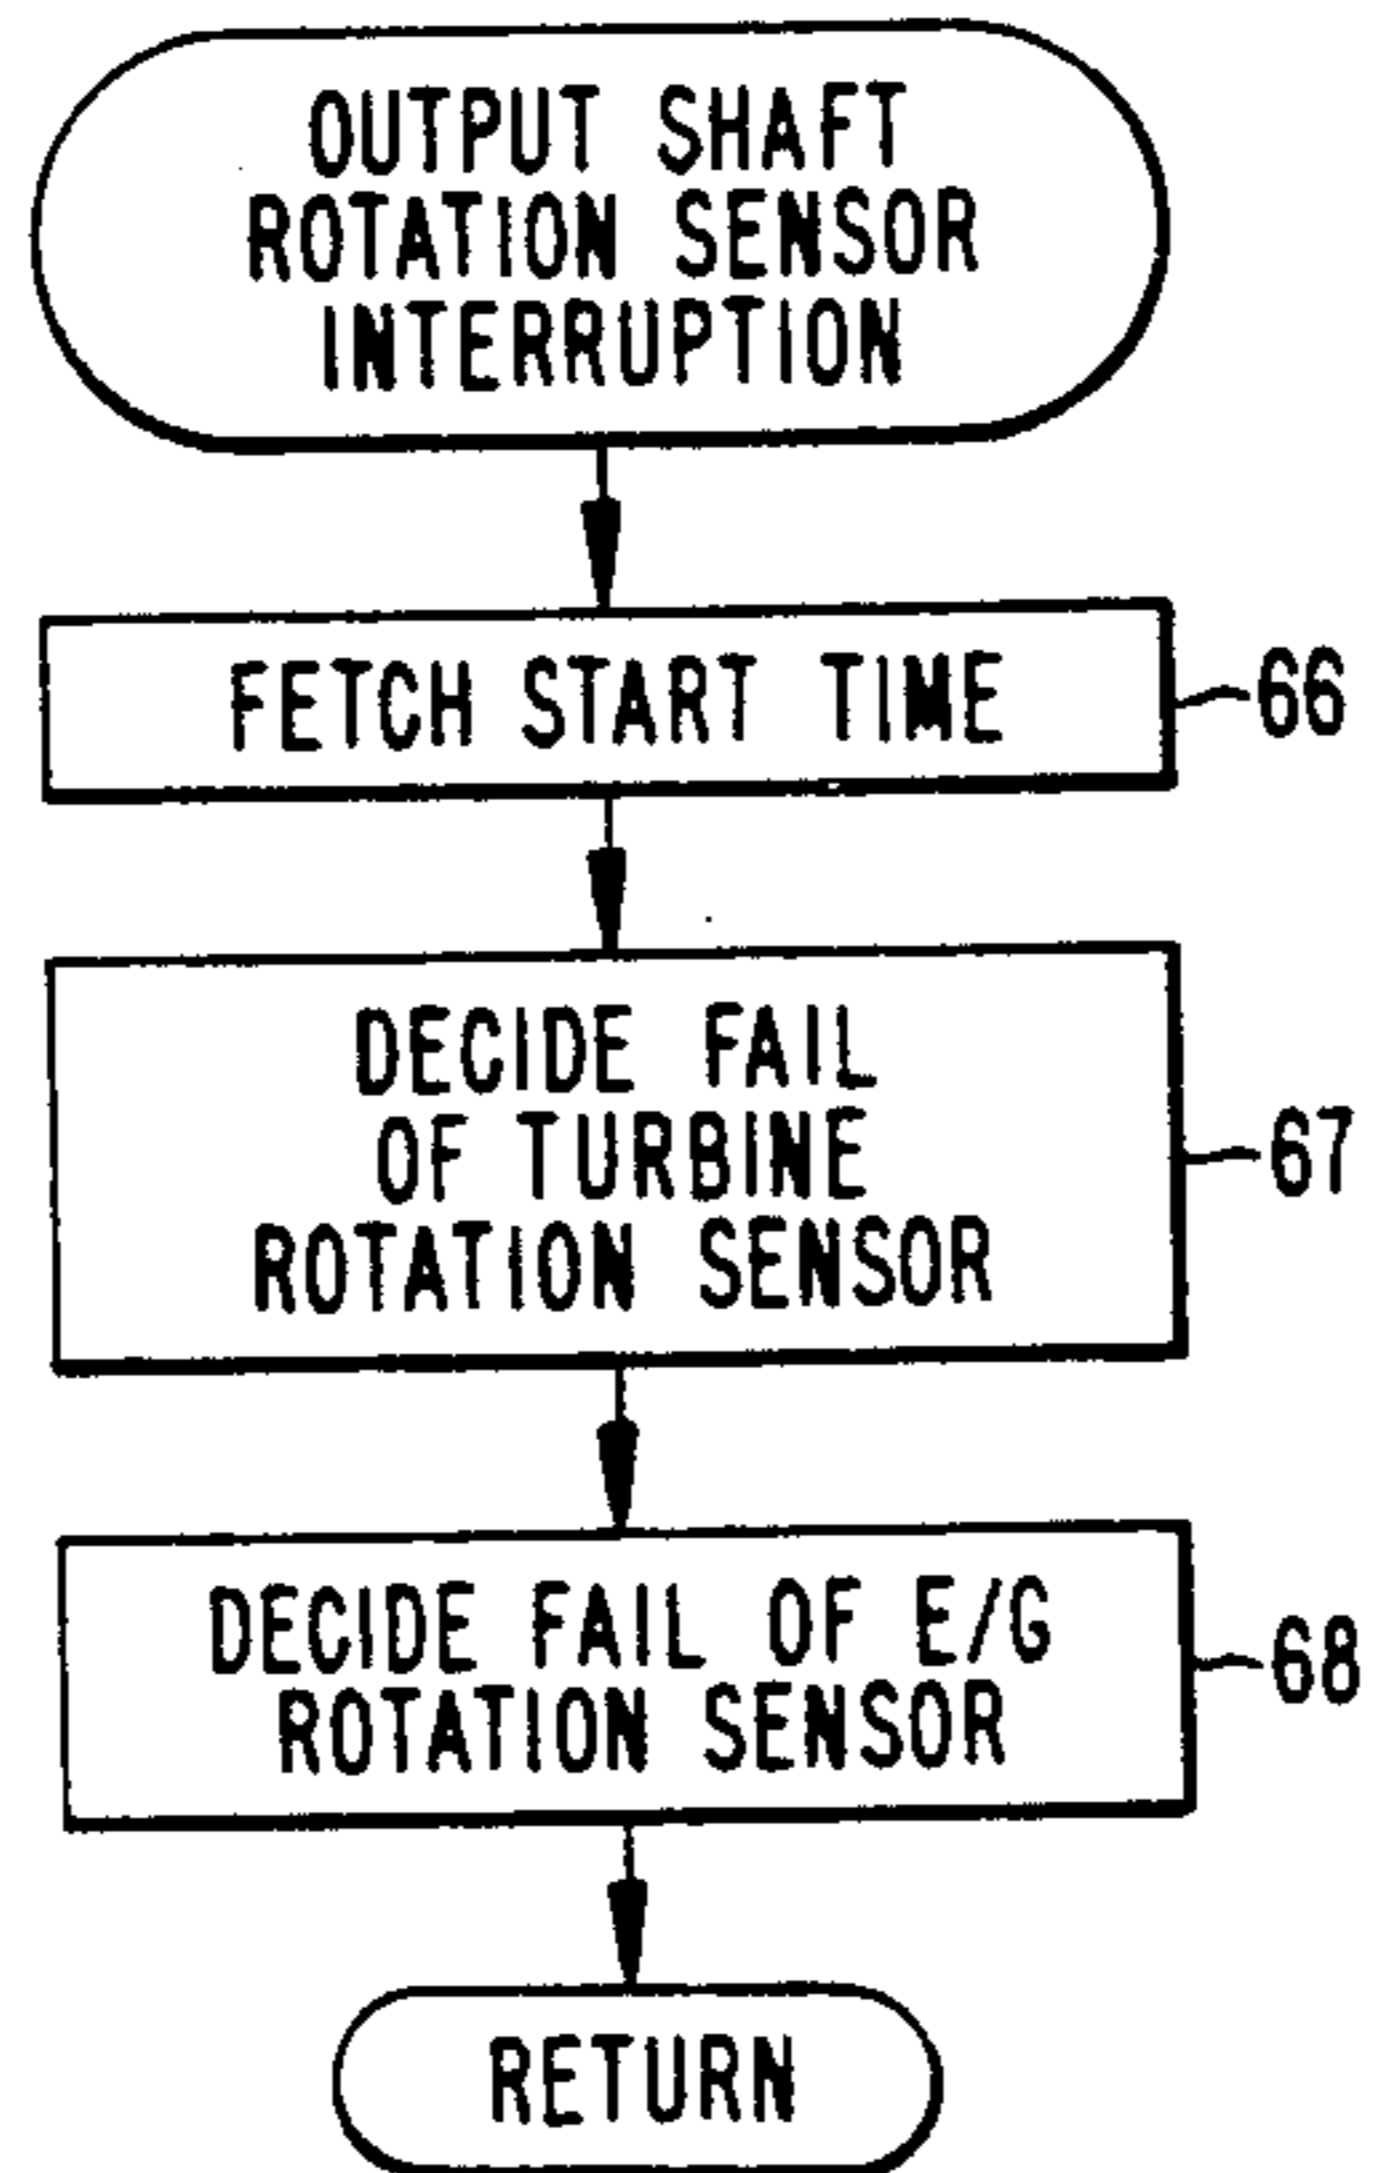 OUTPUT SHAFT
ROTATION SENSOR
INTERRUPTION
FETCH START TIME
66
DECIDE FAIL
OF TURBINE
ROTATION SENSOR
67
DECIDE FAIL OF E/G
ROTATION SENSOR
68
RETURN